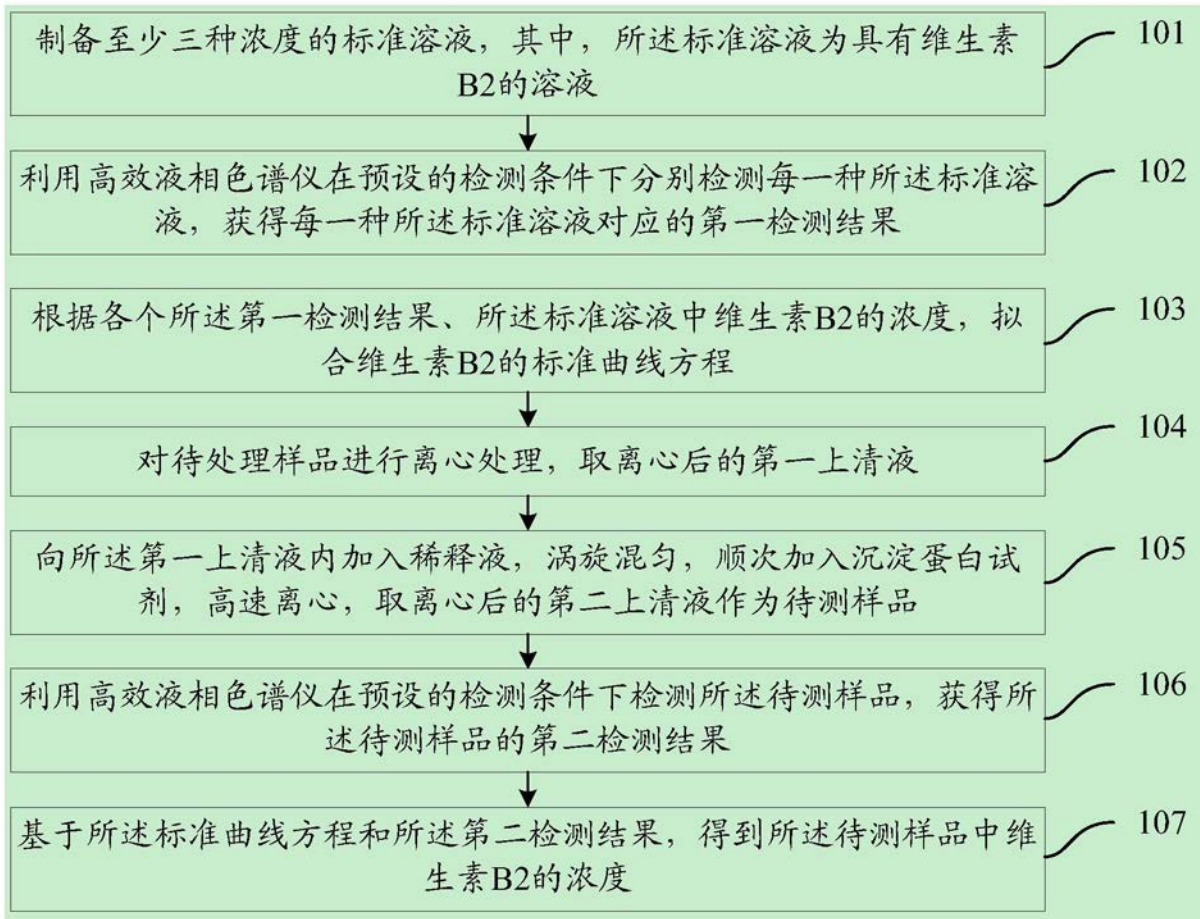 制备至少三种浓度的标准溶液，其中，所述标准溶液为具有维生素
B2的溶液
101
利用高效液相色谱仪在预设的检测条件下分别检测每一种所述标准溶
液，获得每一种所述标准溶液对应的第一检测结果
102
根据各个所述第一检测结果、所述标准溶液中维生素B2的浓度，拟
合维生素B2的标准曲线方程
103
对待处理样品进行离心处理，取离心后的第一上清液
104
向所述第一上清液内加入稀释液，涡旋混匀，顺次加入沉淀蛋白试
剂，高速离心，取离心后的第二上清液作为待测样品
105
利用高效液相色谱仪在预设的检测条件下检测所述待测样品，获得所
述待测样品的第二检测结果
106
基于所述标准曲线方程和所述第二检测结果，得到所述待测样品中维
生素B2的浓度
107